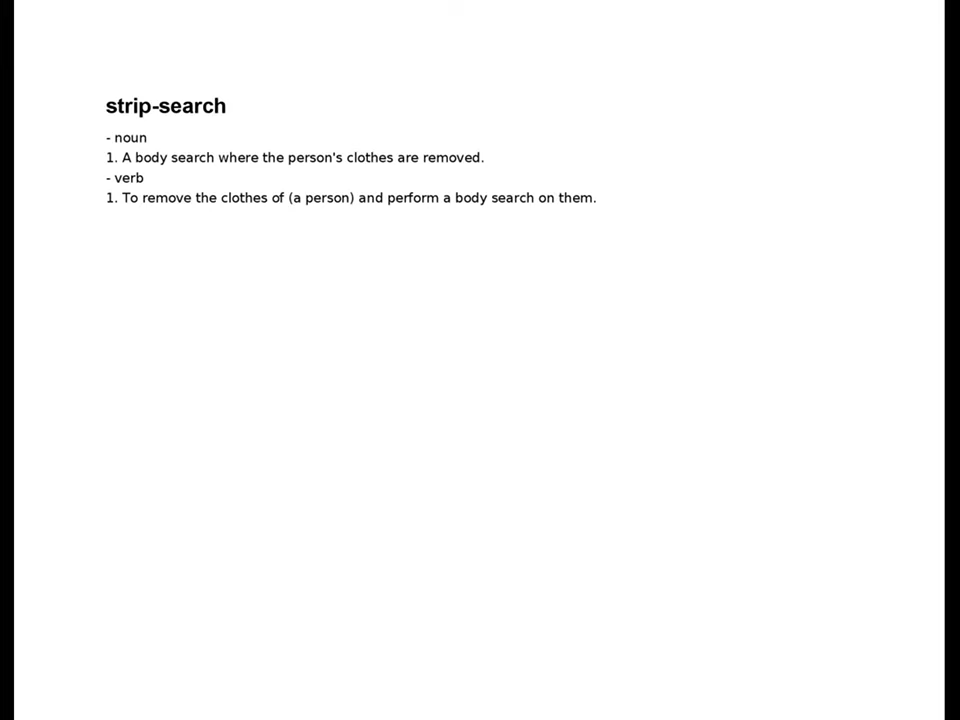 strip-search
- noun
1. A body search where the person's clothes are removed.
- verb
1. To remove the clothes of (a person) and perform a body search on them.